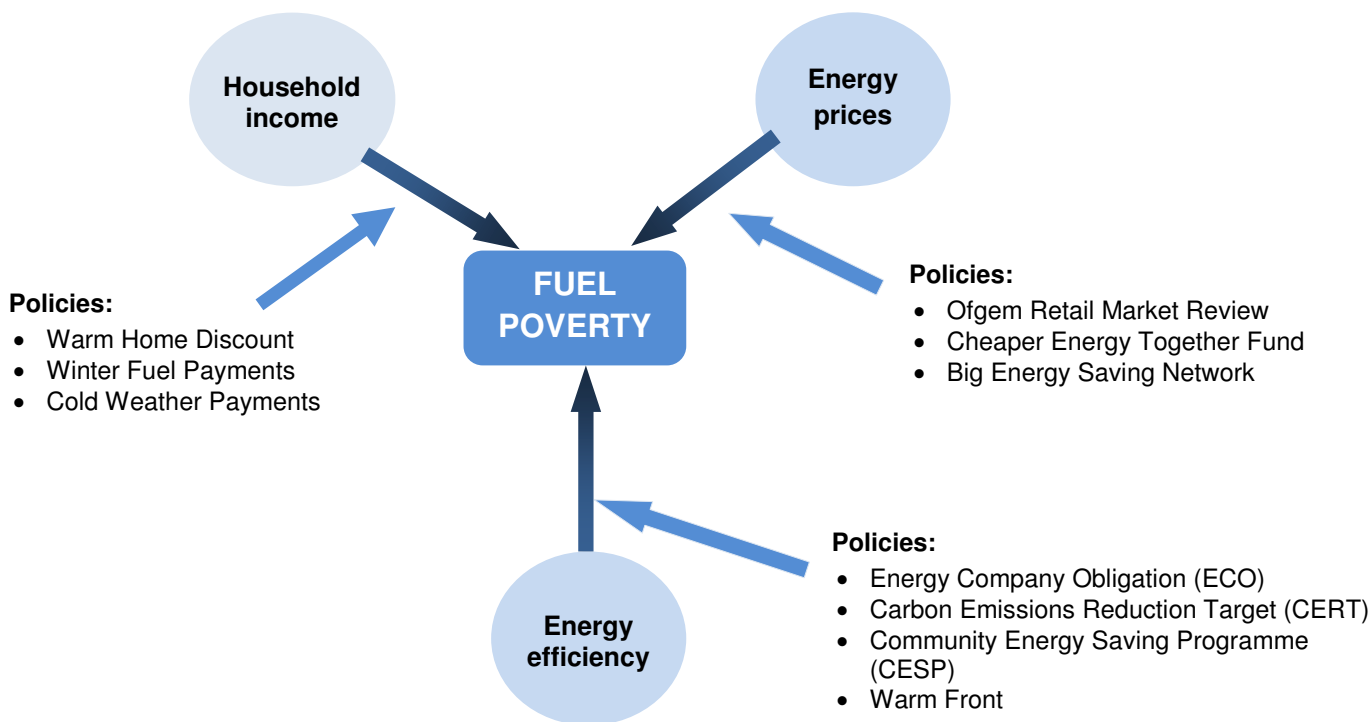 Household
income
Energy
prices
FUEL
POVERTY
Policies:
• Warm Home Discount
• Winter Fuel Payments
• Cold Weather Payments
Policies:
• Ofgem Retail Market Review
• Cheaper Energy Together Fund
• Big Energy Saving Network
Energy
efficiency
Policies:
• Energy Company Obligation (ECO)
• Carbon Emissions Reduction Target (CERT)
• Community Energy Saving Programme
(CESP)
• Warm Front